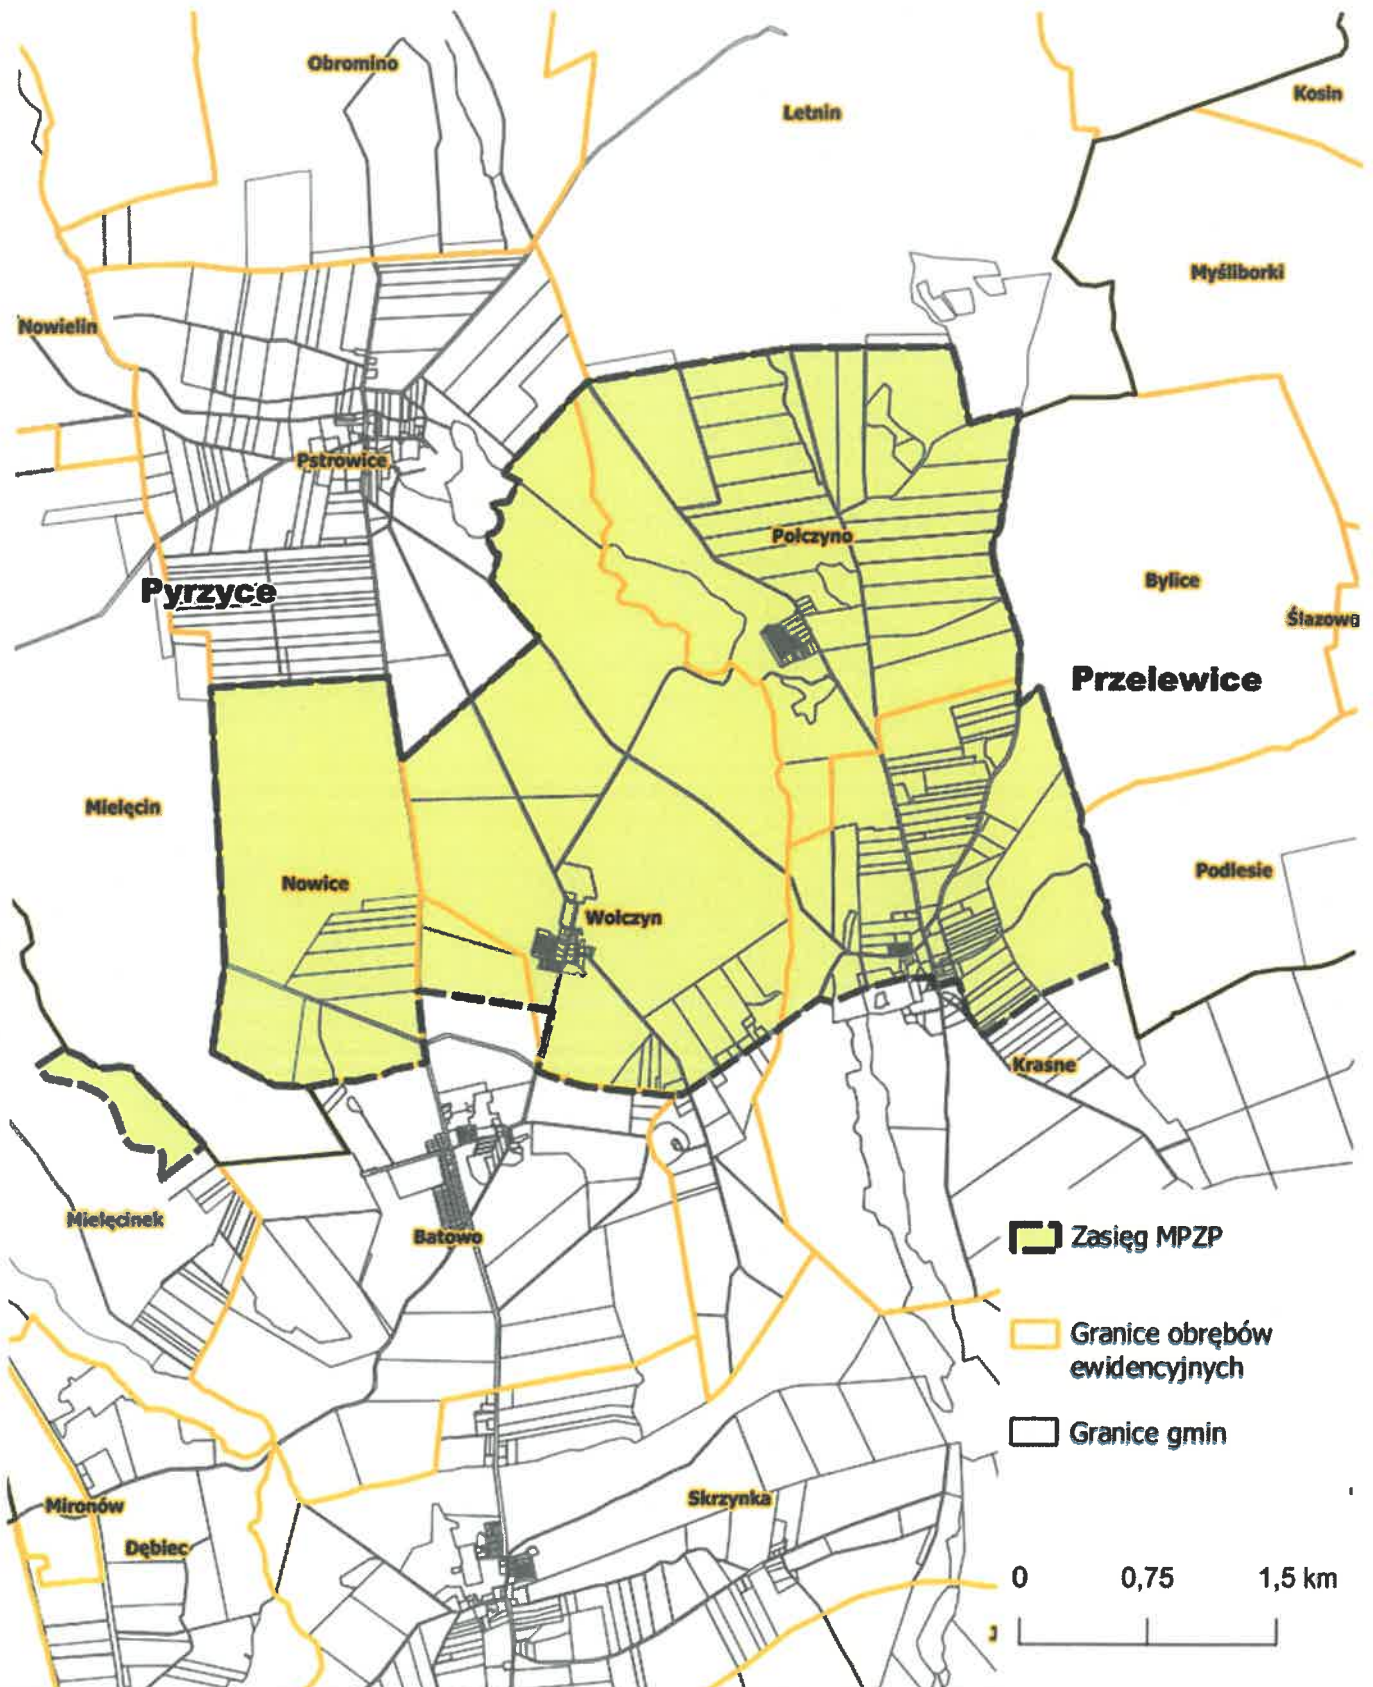 Obromino
Letnin
Kosin
Myśliborki
Nowielin
Pstrowice
Połczyno
Bylice
Pyrzyce
Ślazowo
Przelewice
Mielęcin
Nowice
Wołczyn
Podlesie
Krasne
Mielęcinek
Batowo
Zasięg MPZP
Granice obrębów
ewidencyjnych
Granice gmin
Mironów
Dębiec
Skrzynka
0 0,75 1,5 km